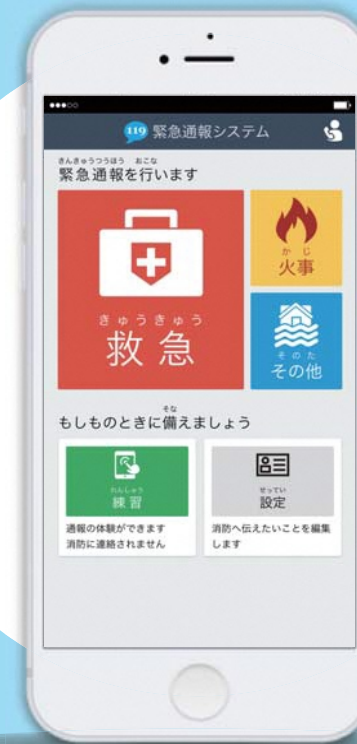 119 緊急通報システム
きんきゅうつうほう おこな
緊急通報を行います
きゅうきゅう
救急
かじ
火事
そのた
その他
そな
もしものときに備えましょう
れんしゅう
練習
通報の体験ができます
消防に連絡されません
せってい
設定
消防へ伝えたいことを編集
します